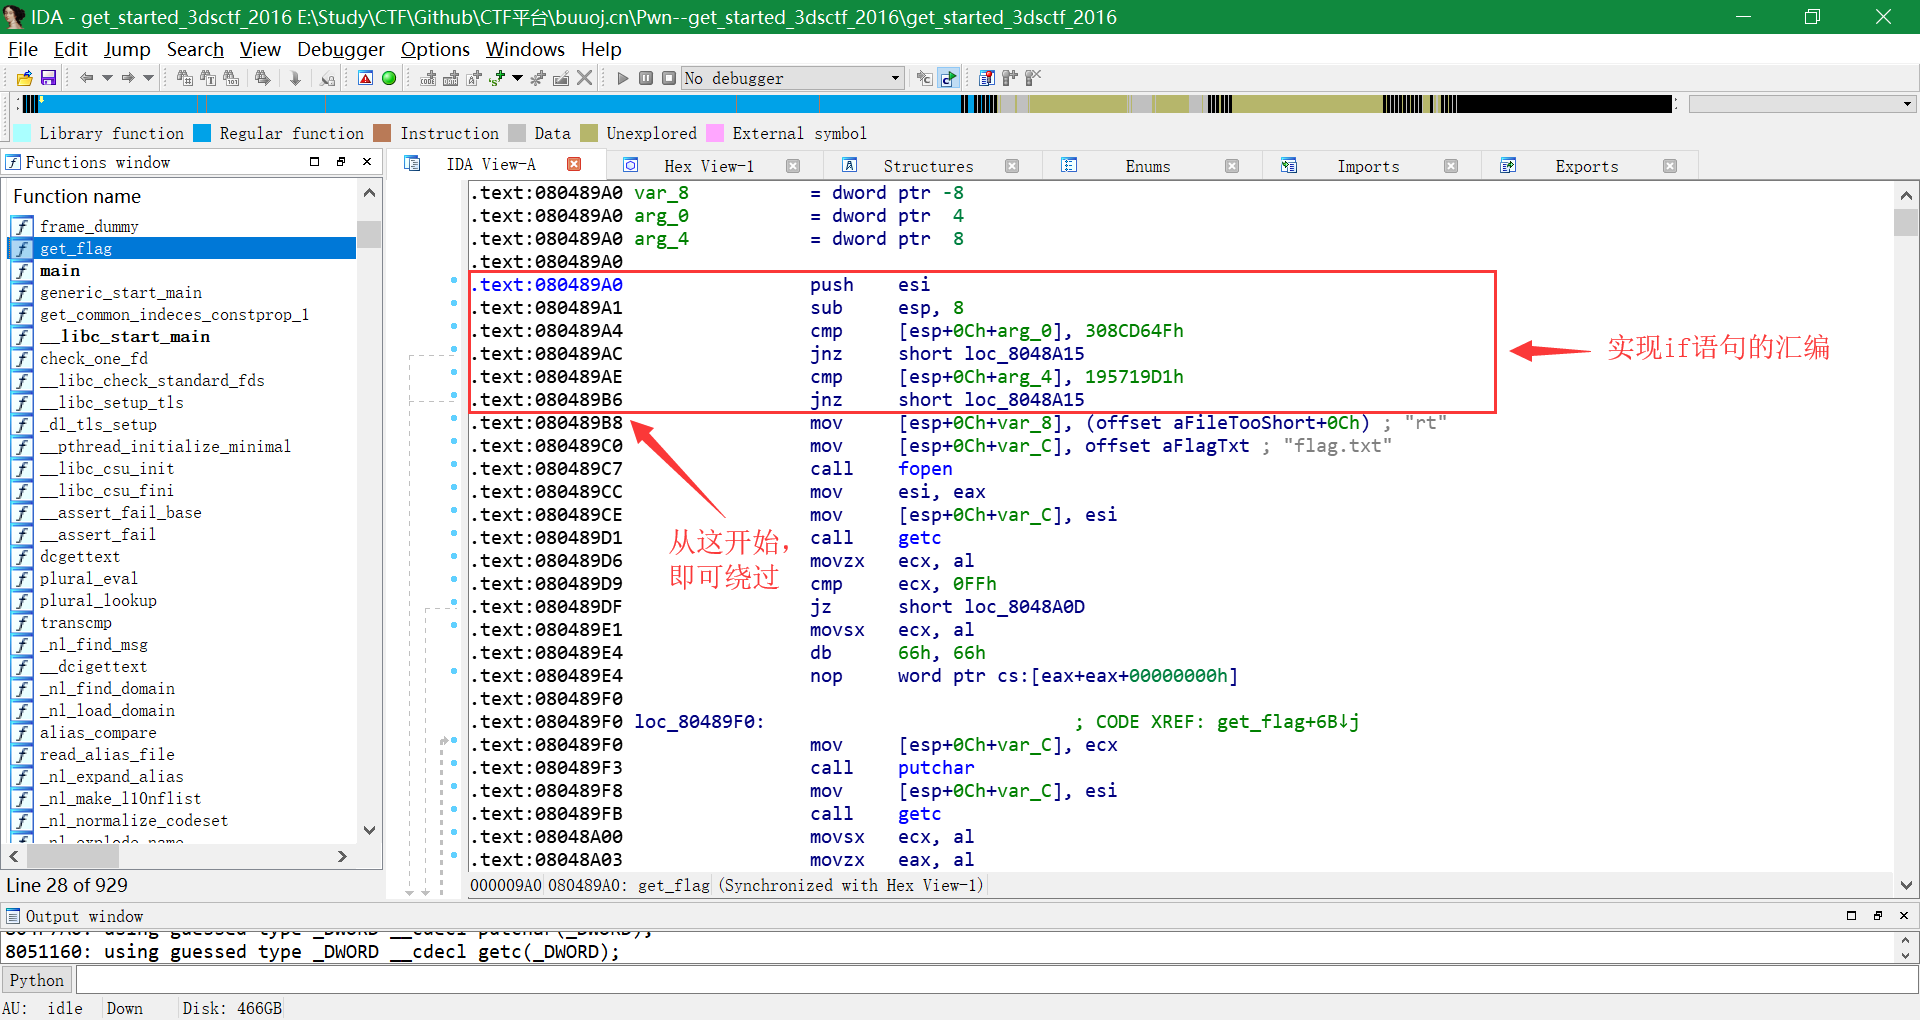 IDA - get_started_3dsctf_2016 E:\Study\CTF\Github\CTF平台\buuoj.cn\Pwn--get_started_3dsctf_2016\get_started_3dsctf_2016
File Edit Jump Search View Debugger Options Windows Help
No debugger
Library function Regular function Instruction Data Unexplored External symbol
Functions window
IDA View-A Hex View-1 Structures Enums Imports Exports
Function name
frame_dummy
get_flag
main
generic_start_main
get_common_indeces_constprop_1
__libc_start_main
check_one_fd
__libc_check_standard_fds
__libc_setup_tls
_dl_tls_setup
__pthread_initialize_minimal
__libc_csu_init
__libc_csu_fini
__assert_fail_base
__assert_fail
dcgettext
plural_eval
plural_lookup
transcmp
_nl_find_msg
__dcigettext
_nl_find_domain
_nl_load_domain
alias_compare
read_alias_file
_nl_expand_alias
_nl_make_l10nflist
_nl_normalize_codeset
_nl_explode_name
Line 28 of 929
.text:080489A0 var_8 = dword ptr -8
.text:080489A0 arg_0 = dword ptr 4
.text:080489A0 arg_4 = dword ptr 8
.text:080489A0
.text:080489A0 push esi
.text:080489A1 sub esp, 8
.text:080489A4 cmp [esp+0Ch+arg_0], 308CD64Fh
.text:080489AC jnz short loc_8048A15
.text:080489AE cmp [esp+0Ch+arg_4], 195719D1h
.text:080489B6 jnz short loc_8048A15
.text:080489B8 mov [esp+0Ch+var_8], (offset aFileTooShort+0Ch) ; "rt"
.text:080489C0 mov [esp+0Ch+var_C], offset aFlagTxt ; "flag.txt"
.text:080489C7 call fopen
.text:080489CC mov esi, eax
.text:080489CE mov [esp+0Ch+var_C], esi
.text:080489D1 call getc
.text:080489D6 movzx ecx, al
.text:080489D9 cmp ecx, 0FFh
.text:080489DF jz short loc_8048A0D
.text:080489E1 movsx ecx, al
.text:080489E4 db 66h, 66h
.text:080489E4 nop word ptr cs:[eax+eax+00000000h]
.text:080489F0
.text:080489F0 loc_80489F0: ; CODE XREF: get_flag+6B↓j
.text:080489F0 mov [esp+0Ch+var_C], ecx
.text:080489F3 call putchar
.text:080489F8 mov [esp+0Ch+var_C], esi
.text:080489FB call getc
.text:08048A00 movsx ecx, al
.text:08048A03 movzx eax, al
实现if语句的汇编
从这开始，
即可绕过
000009A0 080489A0: get_flag (Synchronized with Hex View-1)
Output window
804F7A0: using guessed type _DWORD __cdecl putchar(_DWORD);
8051160: using guessed type _DWORD __cdecl getc(_DWORD);
Python
AU: idle Down Disk: 466GB